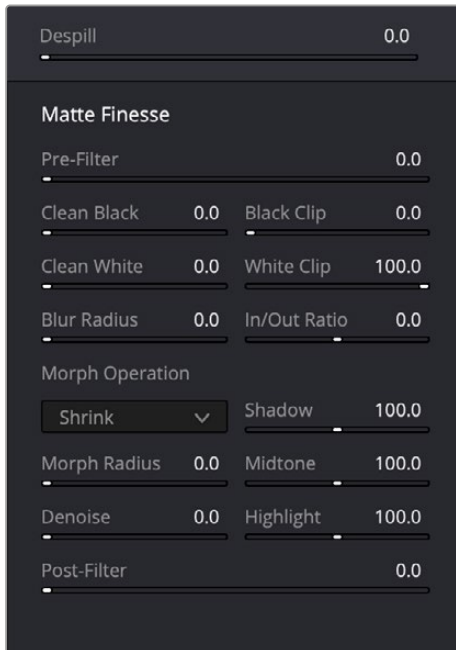 Despill 0.0
Matte Finesse
Pre-Filter 0.0
Clean Black 0.0 Black Clip 0.0
Clean White 0.0 White Clip 100.0
Blur Radius 0.0 In/Out Ratio 0.0
Morph Operation
Shrink Shadow 100.0
Morph Radius 0.0 Midtone 100.0
Denoise 0.0 Highlight 100.0
Post-Filter 0.0